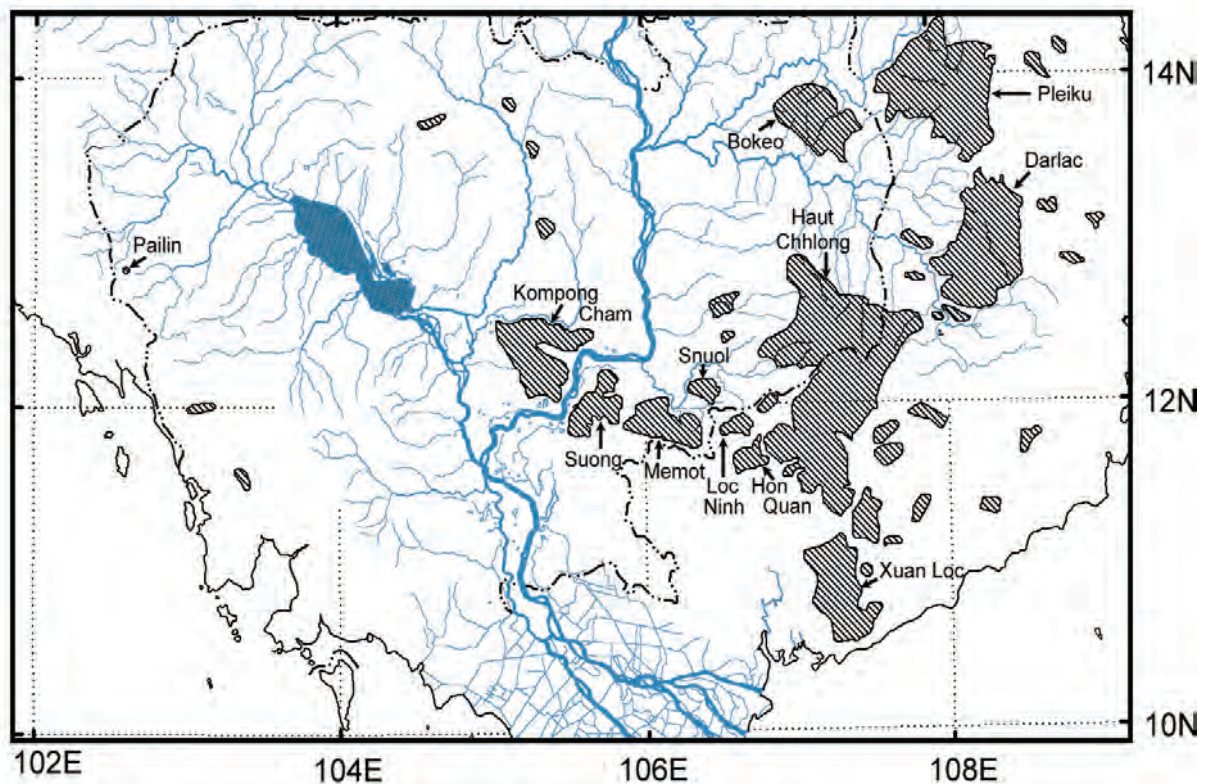 14N
Pleiku
Bokeo
Darlac
Haut
Chhlong
Pailin
Kompong
Cham
Snuol
12N
Suong
Memot
Loc
Ninh
Hon
Quan
Xuan Loc
10N
102E
104E
106E
108E